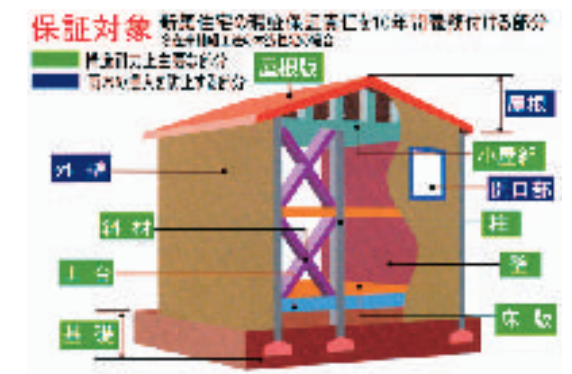 保証対象 新築住宅の瑕疵保証責任を10年間義務付ける部分
構造耐力上主要な部分
雨水の浸入を防止する部分
屋根版
屋根
小屋組
外壁
開口部
斜材
柱
土台
壁
基礎
床版